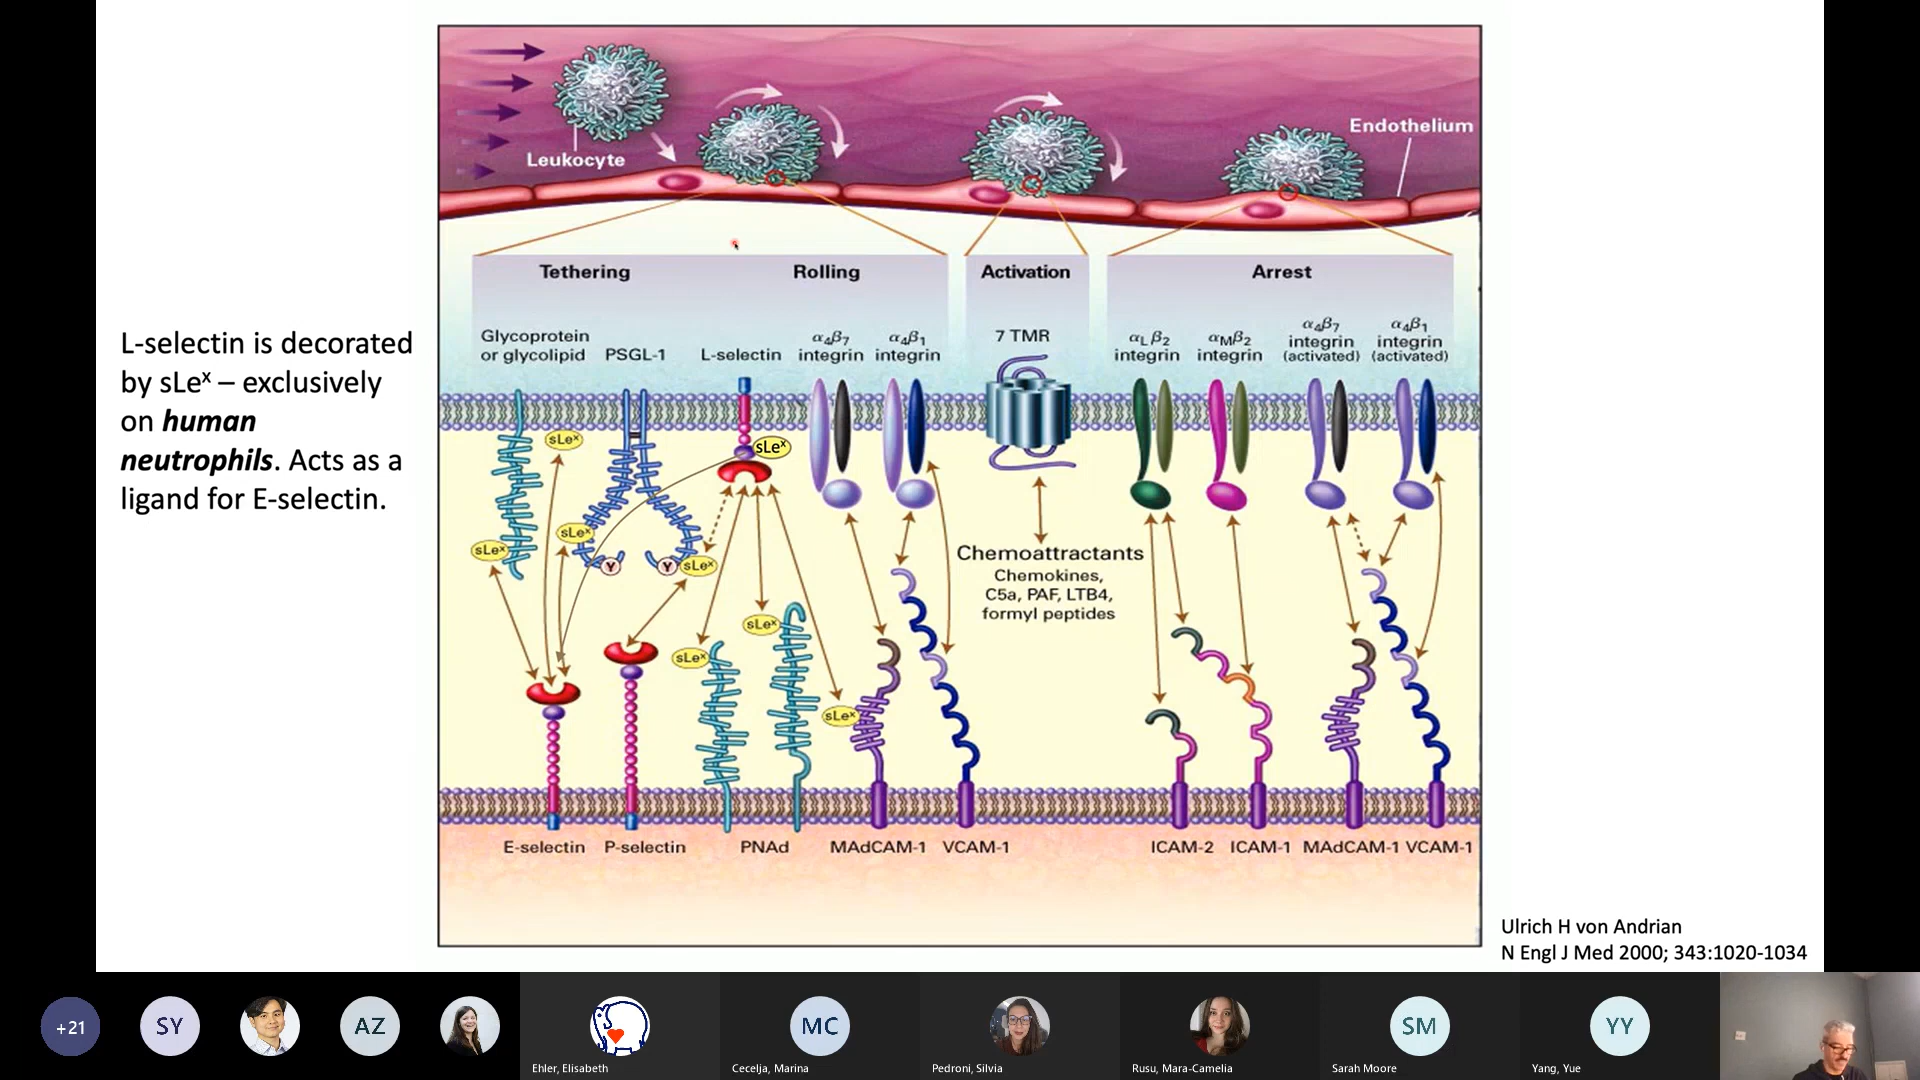 Leukocyte
Endothelium
Tethering
Rolling
Activation
Arrest
Glycoprotein
or glycolipid
PSGL-1
L-selectin
α₄β₇
integrin
α₄β₁
integrin
7 TMR
αLβ₂
integrin
αMβ₂
integrin
α₄β₇
integrin
(activated)
α₄β₁
integrin
(activated)
L-selectin is decorated
by sLeˣ – exclusively
on human
neutrophils. Acts as a
ligand for E-selectin.
sLeˣ
sLeˣ
sLeˣ
sLeˣ
Y
Y
sLeˣ
sLeˣ
sLeˣ
sLeˣ
Chemoattractants
Chemokines,
C5a, PAF, LTB4,
formyl peptides
E-selectin
P-selectin
PNAd
MAdCAM-1
VCAM-1
ICAM-2
ICAM-1
MAdCAM-1
VCAM-1
Ulrich H von Andrian
N Engl J Med 2000; 343:1020-1034
+21
SY
AZ
MC
SM
YY
Ehler, Elisabeth
Cecelja, Marina
Pedroni, Silvia
Rusu, Mara-Camelia
Sarah Moore
Yang, Yue